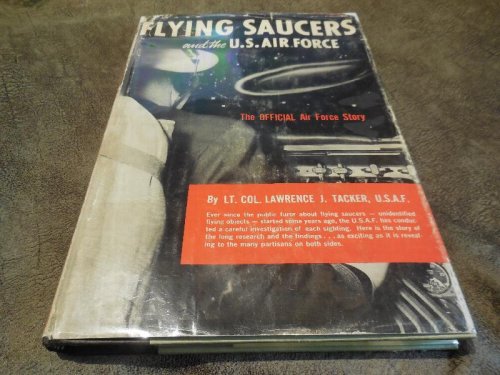 FLYING SAUCERS
and the U.S. AIR FORCE
The OFFICIAL Air Force Story
By LT. COL. LAWRENCE J. TACKER, U.S.A.F.
Ever since the public furor about flying saucers — unidentified
flying objects — started some years ago, the U.S.A.F. has conduc-
ted a careful investigation of each sighting. Here is the story of
the long research and the findings . . . as exciting as it is reveal-
ing to the many partisans on both sides.